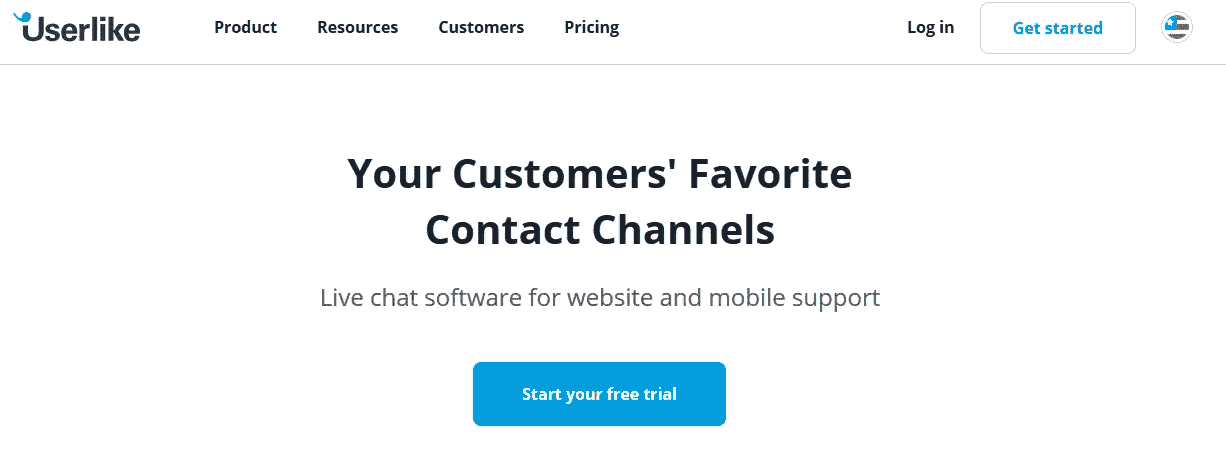 Userlike
Product
Resources
Customers
Pricing
Log in
Get started
Your Customers' Favorite
Contact Channels
Live chat software for website and mobile support
Start your free trial